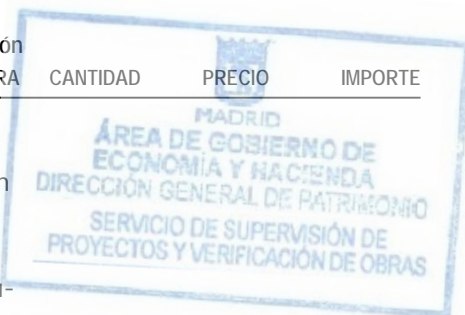 ón
RA CANTIDAD PRECIO IMPORTE
MADRID
ÁREA DE GOBIERNO DE
ECONOMÍA Y HACIENDA
n
DIRECCIÓN GENERAL DE PATRIMONIO
SERVICIO DE SUPERVISIÓN DE
PROYECTOS Y VERIFICACIÓN DE OBRAS